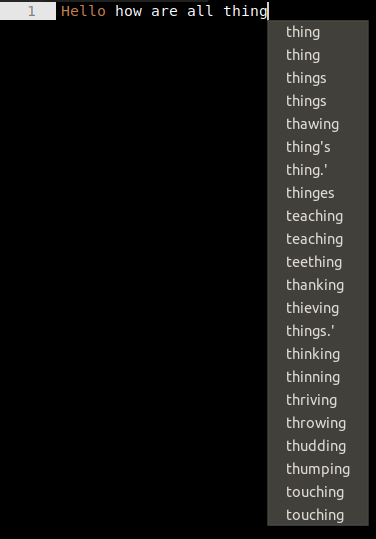 1 Hello how are all thing
thing
thing
things
things
thawing
thing's
thing.'
thinges
teaching
teaching
teething
thanking
thieving
things.'
thinking
thinning
thriving
throwing
thudding
thumping
touching
touching